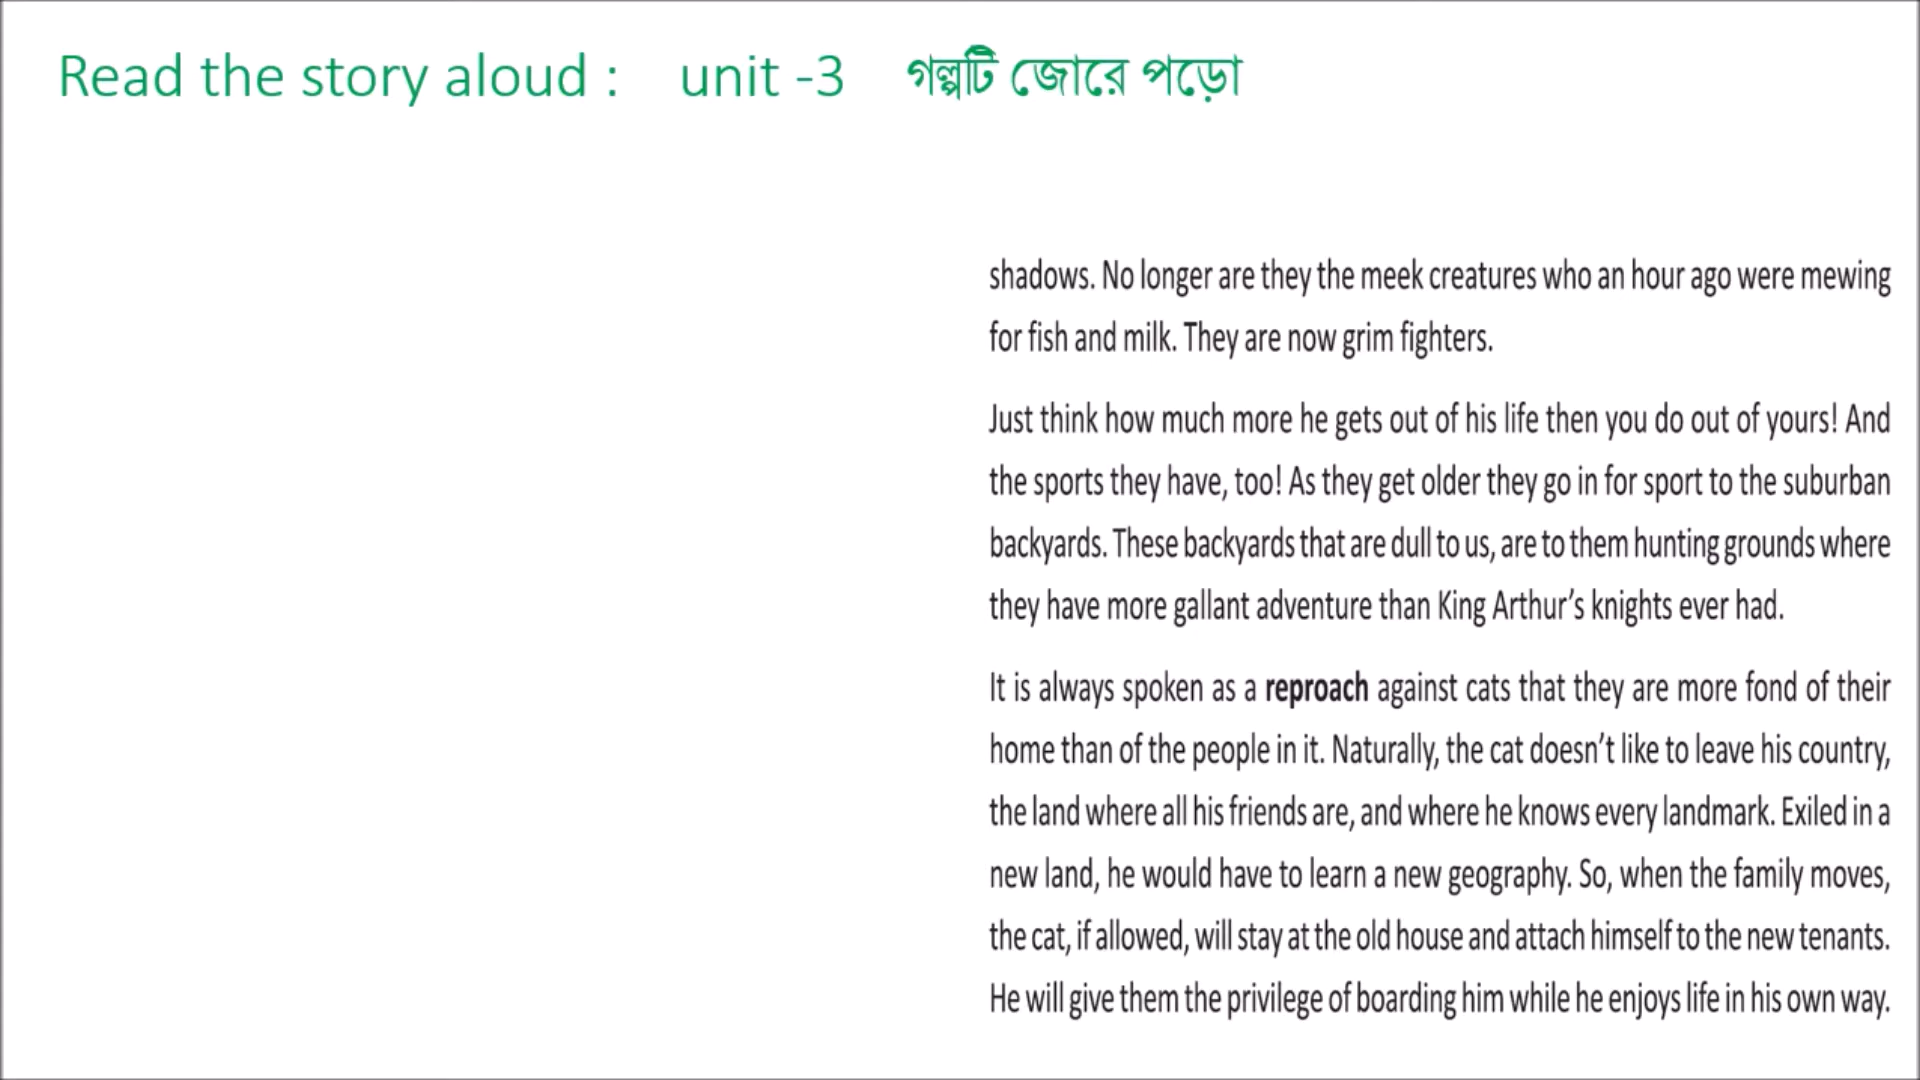 Read the story aloud : unit -3 গল্পটি জোরে পড়ো
shadows. No longer are they the meek creatures who an hour ago were mewing
for fish and milk. They are now grim fighters.
Just think how much more he gets out of his life then you do out of yours! And
the sports they have, too! As they get older they go in for sport to the suburban
backyards. These backyards that are dull to us, are to them hunting grounds where
they have more gallant adventure than King Arthur’s knights ever had.
It is always spoken as a reproach against cats that they are more fond of their
home than of the people in it. Naturally, the cat doesn’t like to leave his country,
the land where all his friends are, and where he knows every landmark. Exiled in a
new land, he would have to learn a new geography. So, when the family moves,
the cat, if allowed, will stay at the old house and attach himself to the new tenants.
He will give them the privilege of boarding him while he enjoys life in his own way.